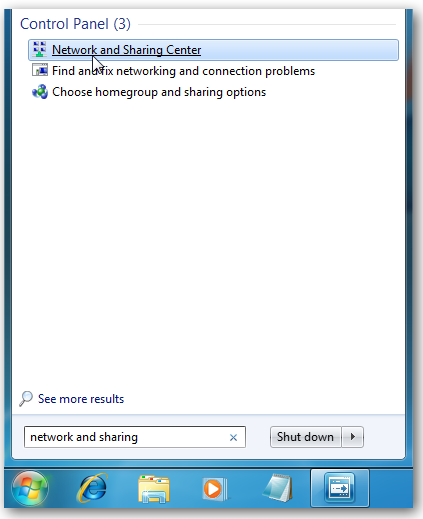 Control Panel (3)
Network and Sharing Center
Find and fix networking and connection problems
Choose homegroup and sharing options
See more results
network and sharing
Shut down